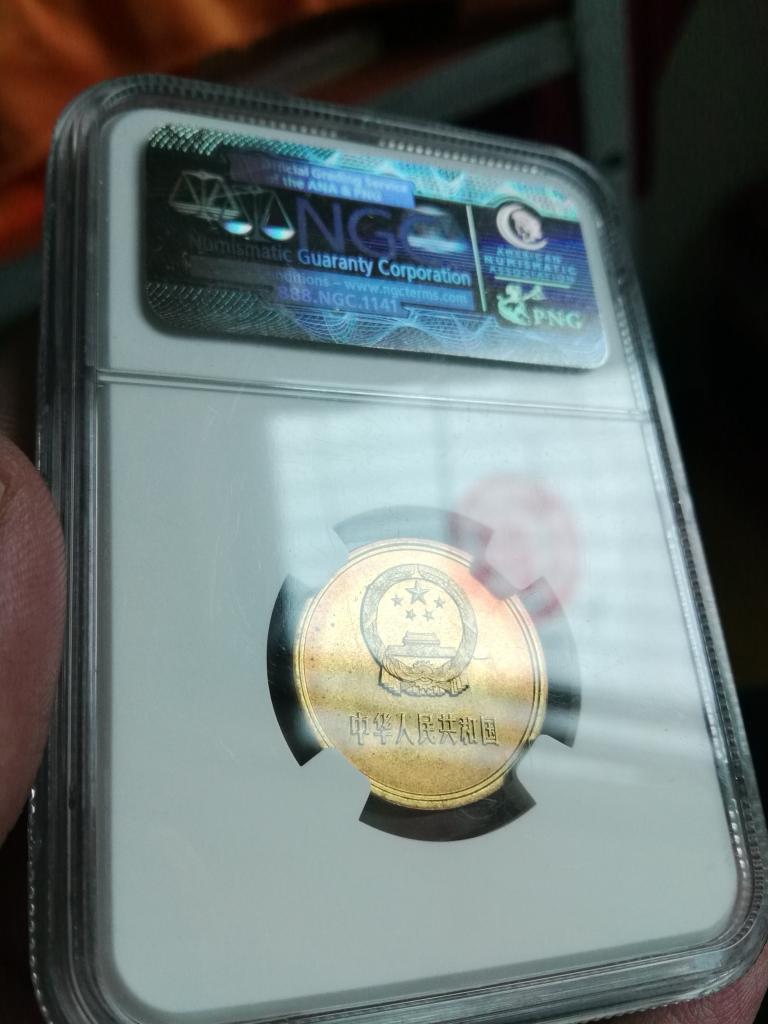 Official Grading Service
of the ANA & PNG
NGC
Numismatic Guaranty Corporation
Conditions – www.ngcterms.com
888.NGC.1141
AMERICAN
NUMISMATIC
ASSOCIATION
PNG
中华人民共和国